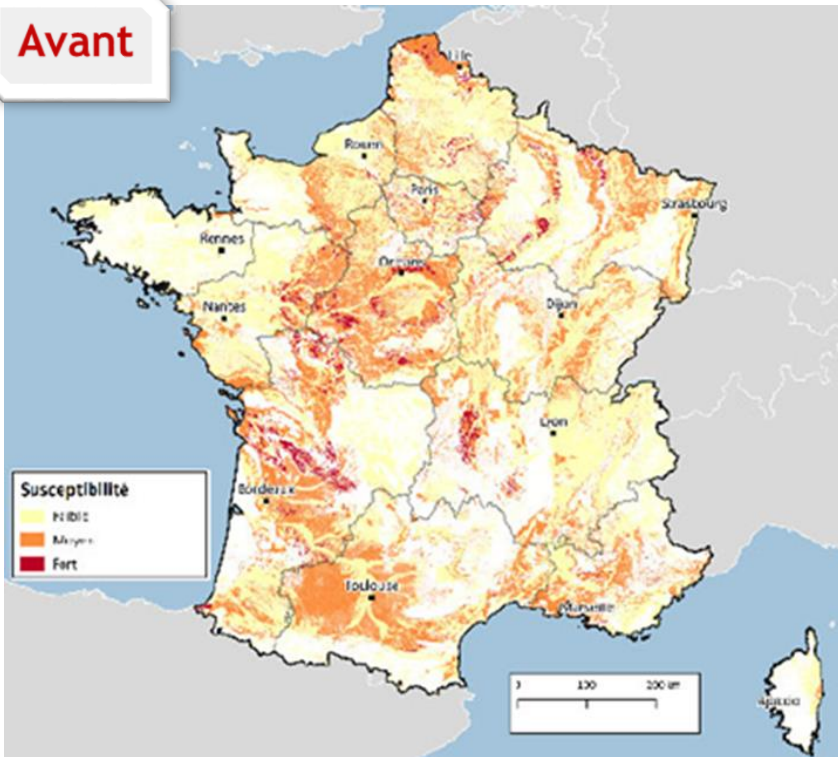 Avant
Lille
Rouen
Paris
Strasbourg
Rennes
Orléans
Nantes
Dijon
Lyon
Susceptibilité
Bordeaux
Faible
Moyen
Fort
Toulouse
Marseille
0 100 200 km
Ajaccio